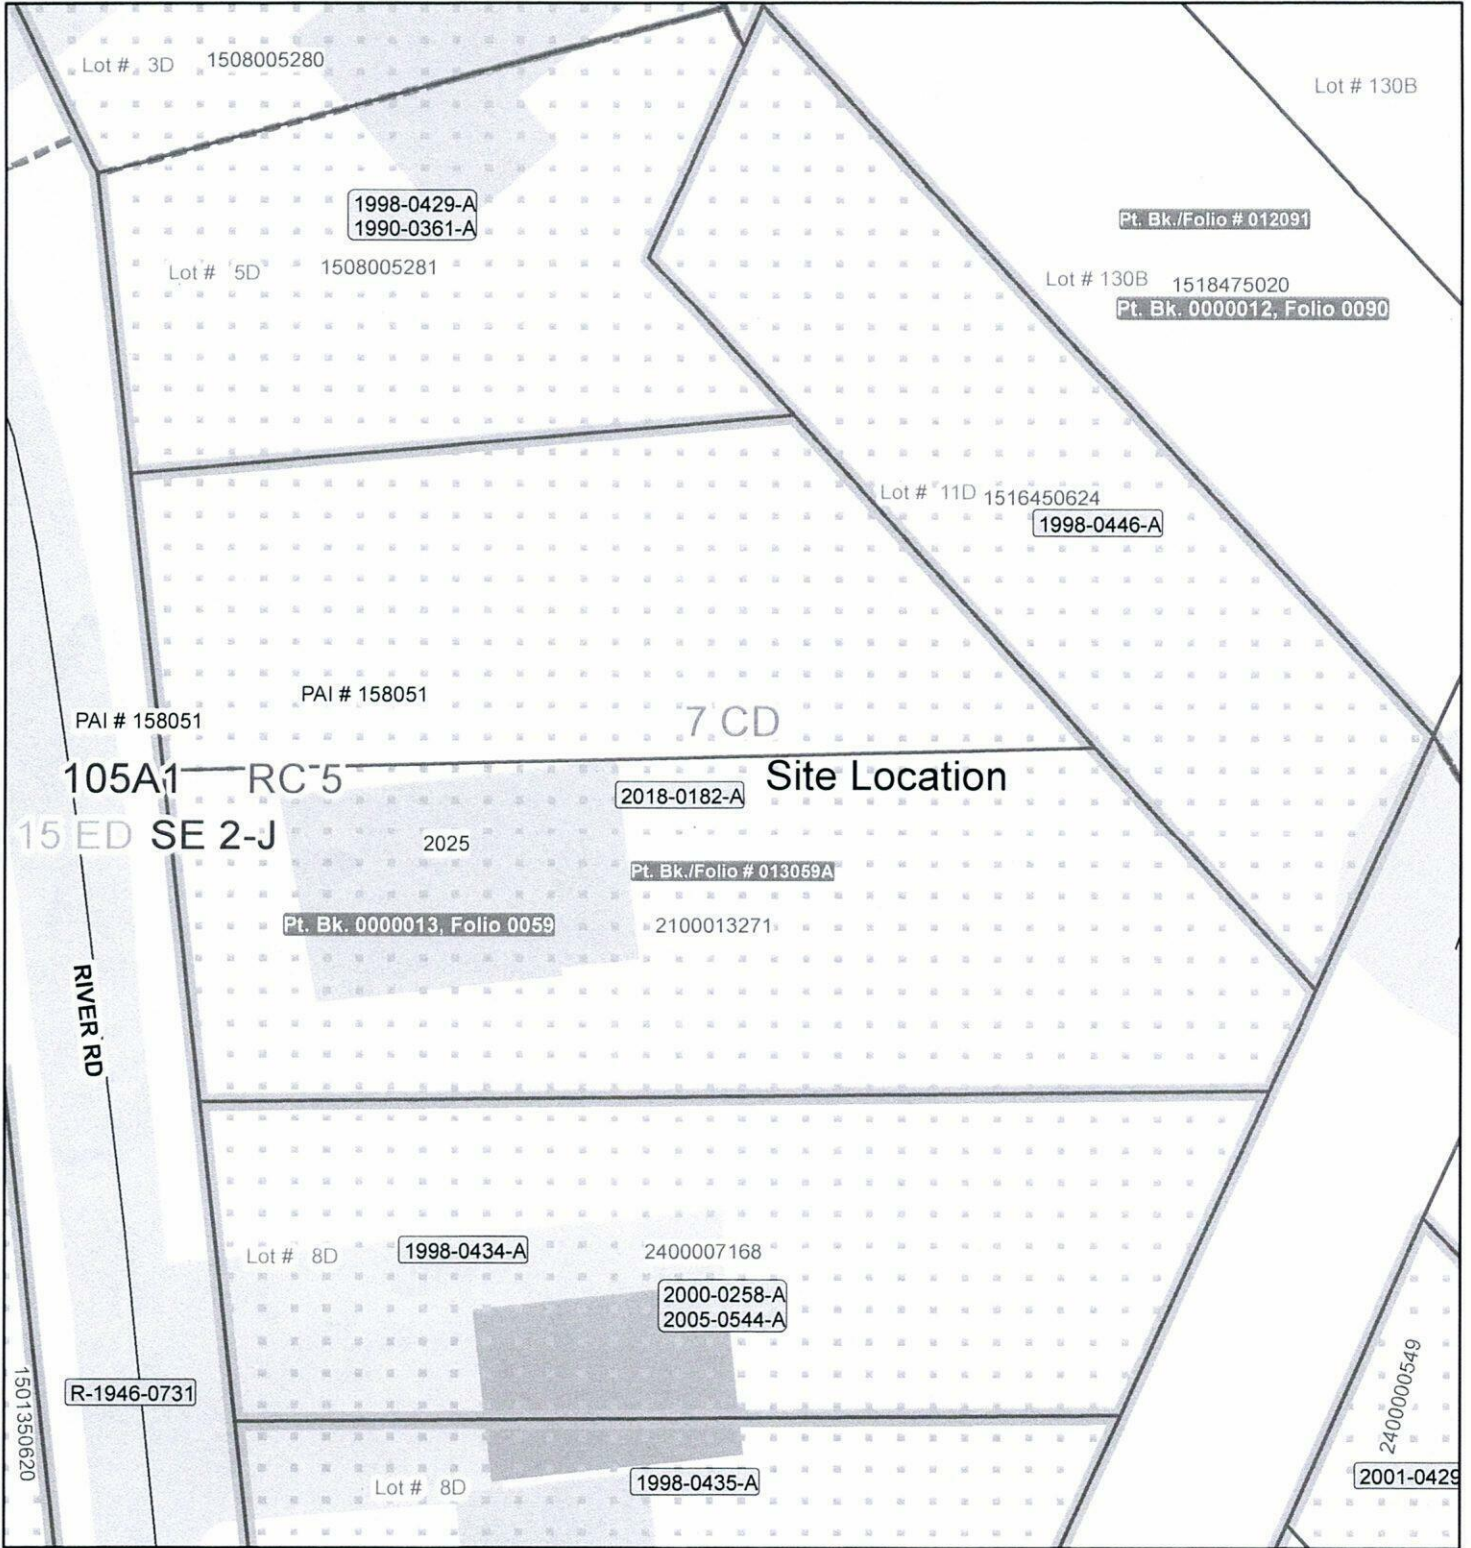 Lot # 3D 1508005280
Lot # 130B
1998-0429-A
1990-0361-A
Pt. Bk./Folio # 012091
Lot # 5D 1508005281
Lot # 130B 1518475020
Pt. Bk. 0000012, Folio 0090
Lot # 11D 1516450624
1998-0446-A
PAI # 158051
PAI # 158051
7 CD
105A1 RC 5
Site Location
2018-0182-A
15 ED SE 2-J
2025
Pt. Bk./Folio # 013059A
Pt. Bk. 0000013, Folio 0059
2100013271
RIVER RD
Lot # 8D
1998-0434-A
2400007168
2000-0258-A
2005-0544-A
R-1946-0731
1501350620
2400000549
Lot # 8D
1998-0435-A
2001-0429